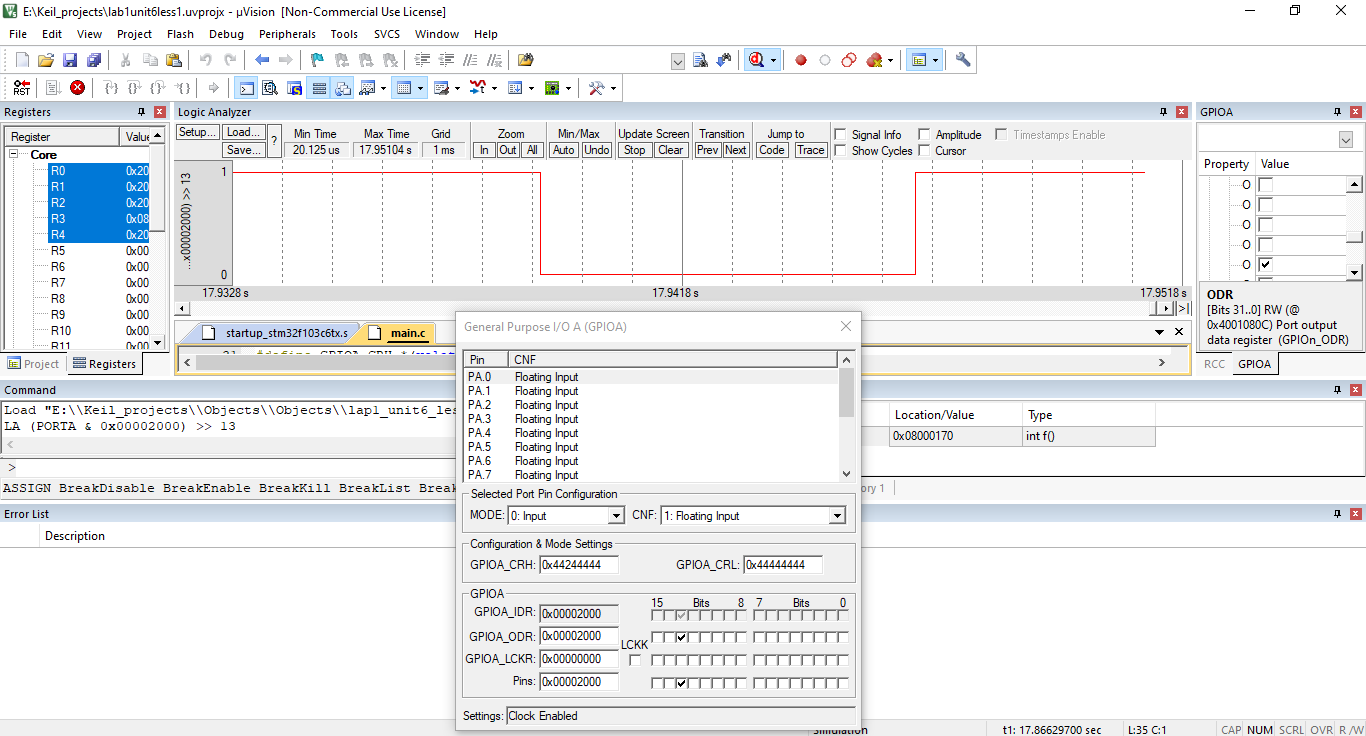 E:\Keil_projects\lab1unit6less1.uvprojx - µVision [Non-Commercial Use License]
File Edit View Project Flash Debug Peripherals Tools SVCS Window Help
RST
Registers
Register Value
Core
R0 0x20
R1 0x20
R2 0x20
R3 0x08
R4 0x20
R5 0x00
R6 0x00
R7 0x00
R8 0x00
R9 0x00
R10 0x00
R11 0x00
Project Registers
Logic Analyzer
Setup... Load... Save... ?
Min Time Max Time Grid
20.125 us 17.95104 s 1 ms
Zoom
In Out All
Min/Max
Auto Undo
Update Screen
Stop Clear
Transition
Prev Next
Jump to
Code Trace
Signal Info Amplitude Timestamps Enable
Show Cycles Cursor
...x00002000) >> 13
1
0
17.9328 s 17.9418 s 17.9518 s
startup_stm32f103c6tx.s main.c
GPIOA
Property Value
O
O
O
O
O
ODR
[Bits 31..0] RW (@
0x4001080C) Port output
data register (GPIOn_ODR)
RCC GPIOA
Command
Load "E:\\Keil_projects\\Objects\\Objects\\lap1_unit6_les
LA (PORTA & 0x00002000) >> 13
>
ASSIGN BreakDisable BreakEnable BreakKill BreakList Break
Location/Value Type
0x08000170 int f()
ory 1
Error List
Description
General Purpose I/O A (GPIOA)
Pin CNF
PA.0 Floating Input
PA.1 Floating Input
PA.2 Floating Input
PA.3 Floating Input
PA.4 Floating Input
PA.5 Floating Input
PA.6 Floating Input
PA.7 Floating Input
Selected Port Pin Configuration
MODE: 0: Input CNF: 1: Floating Input
Configuration & Mode Settings
GPIOA_CRH: 0x44244444 GPIOA_CRL: 0x44444444
GPIOA
15 Bits 8 7 Bits 0
GPIOA_IDR: 0x00002000
GPIOA_ODR: 0x00002000
LCKK
GPIOA_LCKR: 0x00000000
Pins: 0x00002000
Settings: Clock Enabled
Simulation t1: 17.86629700 sec L:35 C:1 CAP NUM SCRL OVR R/W